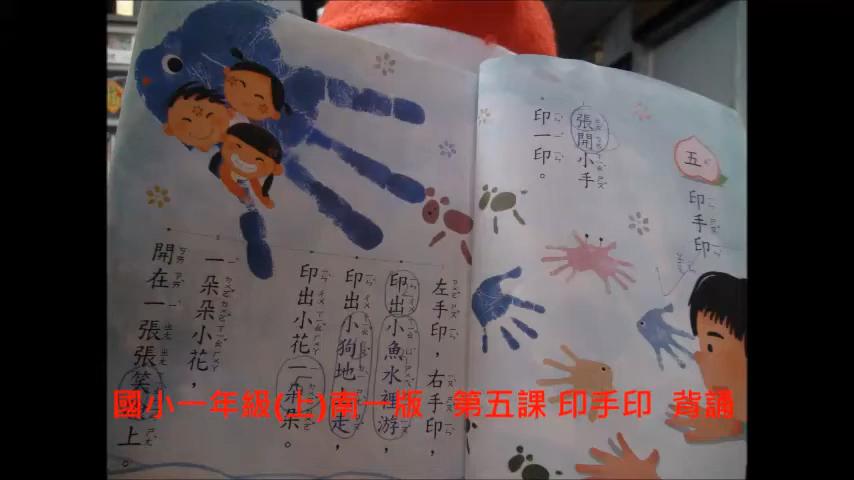 五 印手印
張開小手
印一印。
左手印，右手印，
印出小魚水裡游，
印出小狗地
走，
印出小花一朵朵。
一朵朵小花，
開在一張張笑
上。
國小一年級(上)南一版 第五課 印手印 背誦